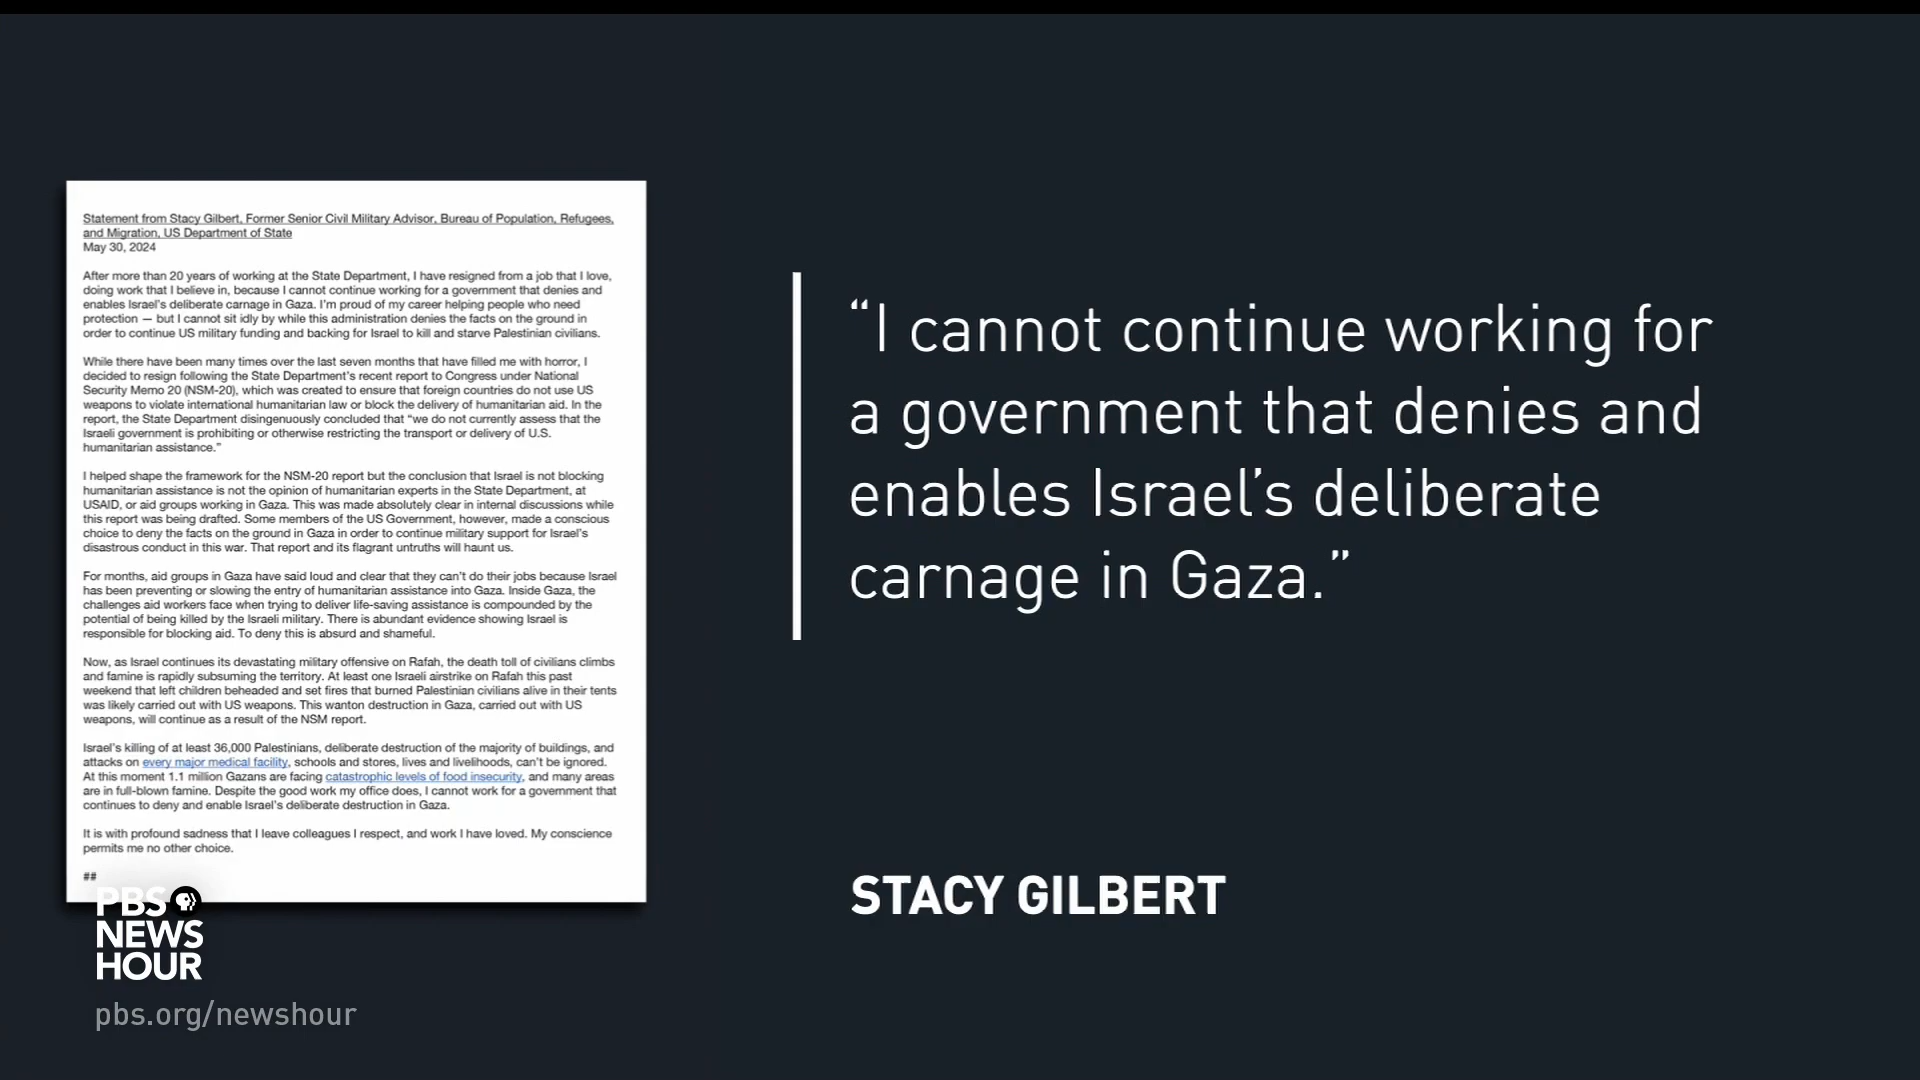 Statement from Stacy Gilbert, Former Senior Civil Military Advisor, Bureau of Population, Refugees,
and Migration, US Department of State
May 30, 2024
After more than 20 years of working at the State Department, I have resigned from a job that I love,
doing work that I believe in, because I cannot continue working for a government that denies and
enables Israel's deliberate carnage in Gaza. I'm proud of my career helping people who need
protection — but I cannot sit idly by while this administration denies the facts on the ground in
order to continue US military funding and backing for Israel to kill and starve Palestinian civilians.
While there have been many times over the last seven months that have filled me with horror, I
decided to resign following the State Department's recent report to Congress under National
Security Memo 20 (NSM-20), which was created to ensure that foreign countries do not use US
weapons to violate international humanitarian law or block the delivery of humanitarian aid. In the
report, the State Department disingenuously concluded that “we do not currently assess that the
Israeli government is prohibiting or otherwise restricting the transport or delivery of U.S.
humanitarian assistance.”
I helped shape the framework for the NSM-20 report but the conclusion that Israel is not blocking
humanitarian assistance is not the opinion of humanitarian experts in the State Department, at
USAID, or aid groups working in Gaza. This was made absolutely clear in internal discussions while
this report was being drafted. Some members of the US Government, however, made a conscious
choice to deny the facts on the ground in Gaza in order to continue military support for Israel's
disastrous conduct in this war. That report and its flagrant untruths will haunt us.
For months, aid groups in Gaza have said loud and clear that they can't do their jobs because Israel
has been preventing or slowing the entry of humanitarian assistance into Gaza. Inside Gaza, the
challenges aid workers face when trying to deliver life-saving assistance is compounded by the
potential of being killed by the Israeli military. There is abundant evidence showing Israel is
responsible for blocking aid. To deny this is absurd and shameful.
Now, as Israel continues its devastating military offensive on Rafah, the death toll of civilians climbs
and famine is rapidly subsuming the territory. At least one Israeli airstrike on Rafah this past
weekend that left children beheaded and set fires that burned Palestinian civilians alive in their tents
was likely carried out with US weapons. This wanton destruction in Gaza, carried out with US
weapons, will continue as a result of the NSM report.
Israel's killing of at least 36,000 Palestinians, deliberate destruction of the majority of buildings, and
attacks on every major medical facility, schools and stores, lives and livelihoods, can't be ignored.
At this moment 1.1 million Gazans are facing catastrophic levels of food insecurity, and many areas
are in full-blown famine. Despite the good work my office does, I cannot work for a government that
continues to deny and enable Israel's deliberate destruction in Gaza.
It is with profound sadness that I leave colleagues I respect, and work I have loved. My conscience
permits me no other choice.
##
“I cannot continue working for
a government that denies and
enables Israel’s deliberate
carnage in Gaza.”
STACY GILBERT
PBS
NEWS
HOUR
pbs.org/newshour